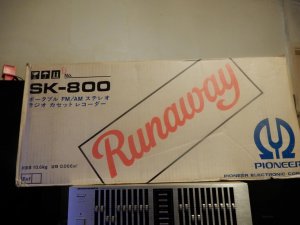 No.
SK-800
ポータブル FM/AM ステレオ
ラジオ カセットレコーダー
Runaway
PIONEER
PIONEER ELECTRONIC COR